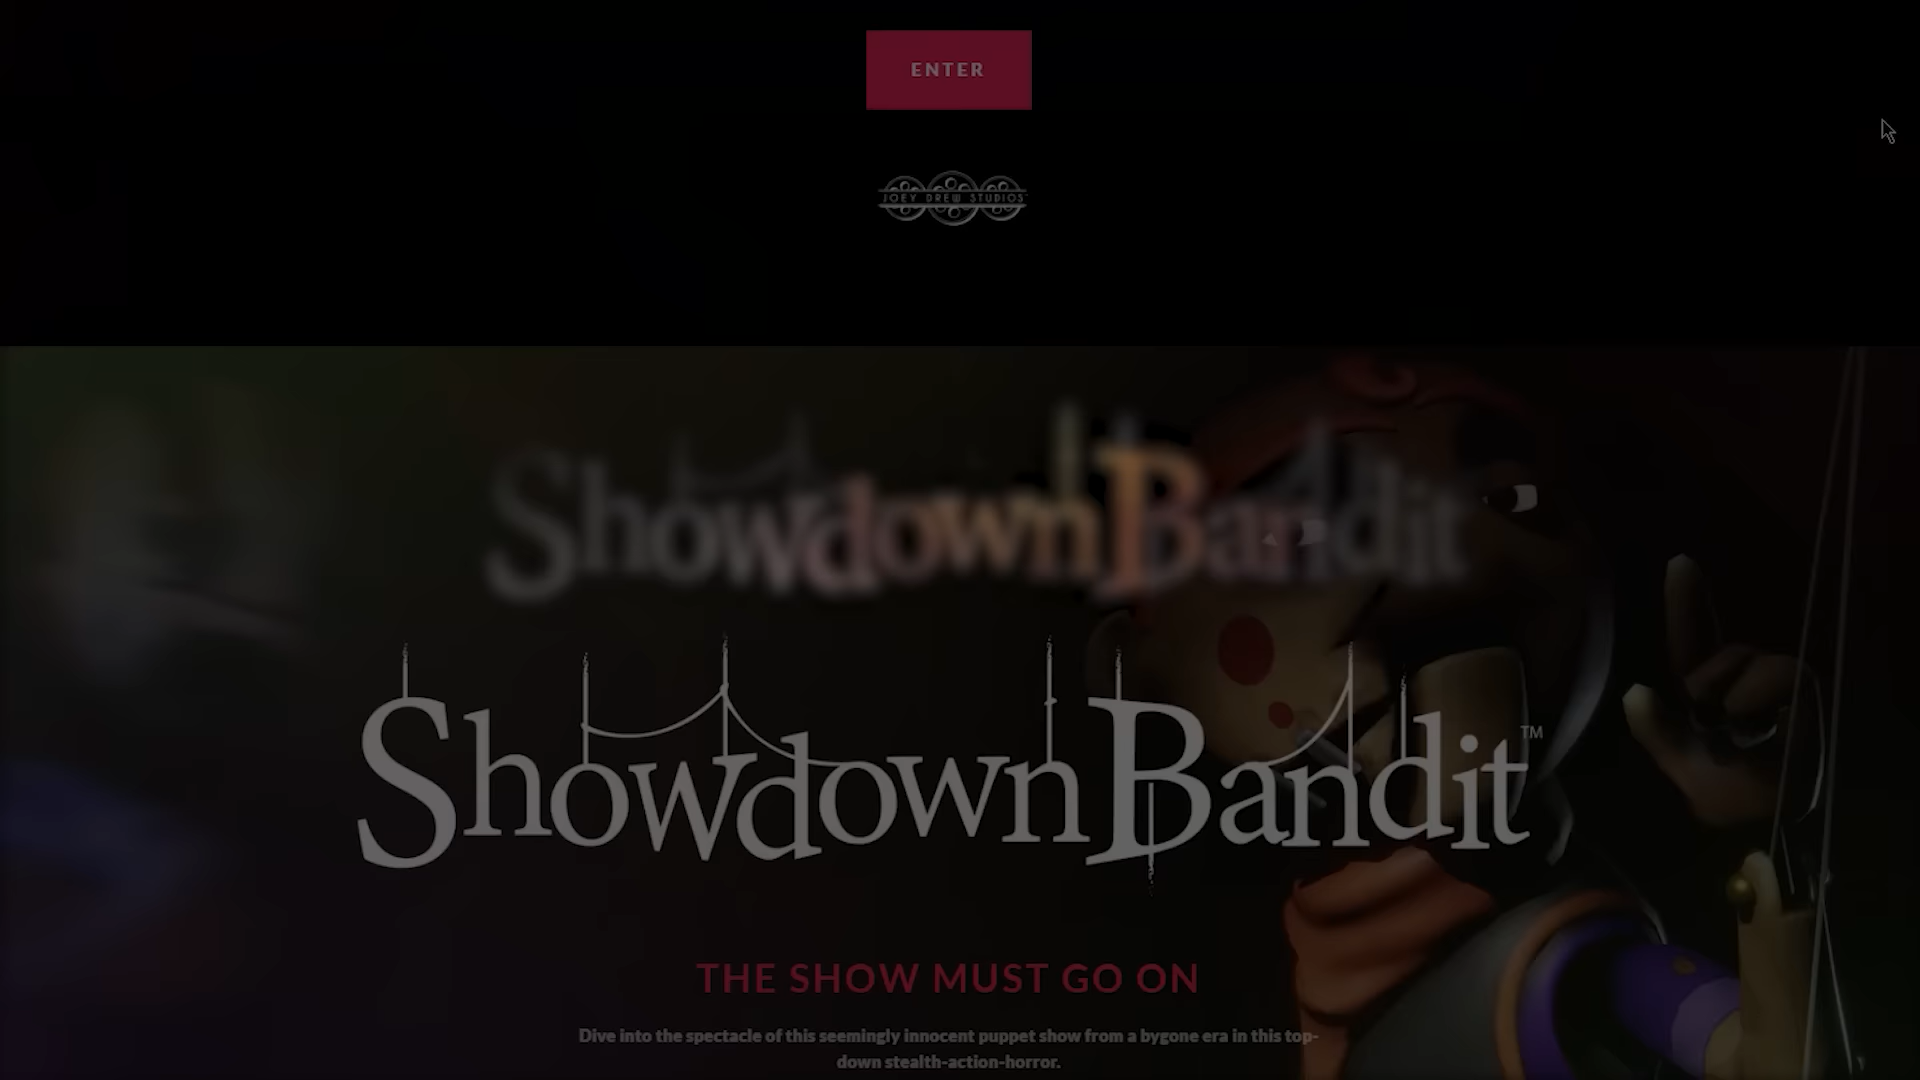 ENTER
JOEY DREW STUDIOS
Showdown Bandit
Showdown Bandit™
THE SHOW MUST GO ON
Dive into the spectacle of this seemingly innocent puppet show from a bygone era in this top-
down stealth-action-horror.